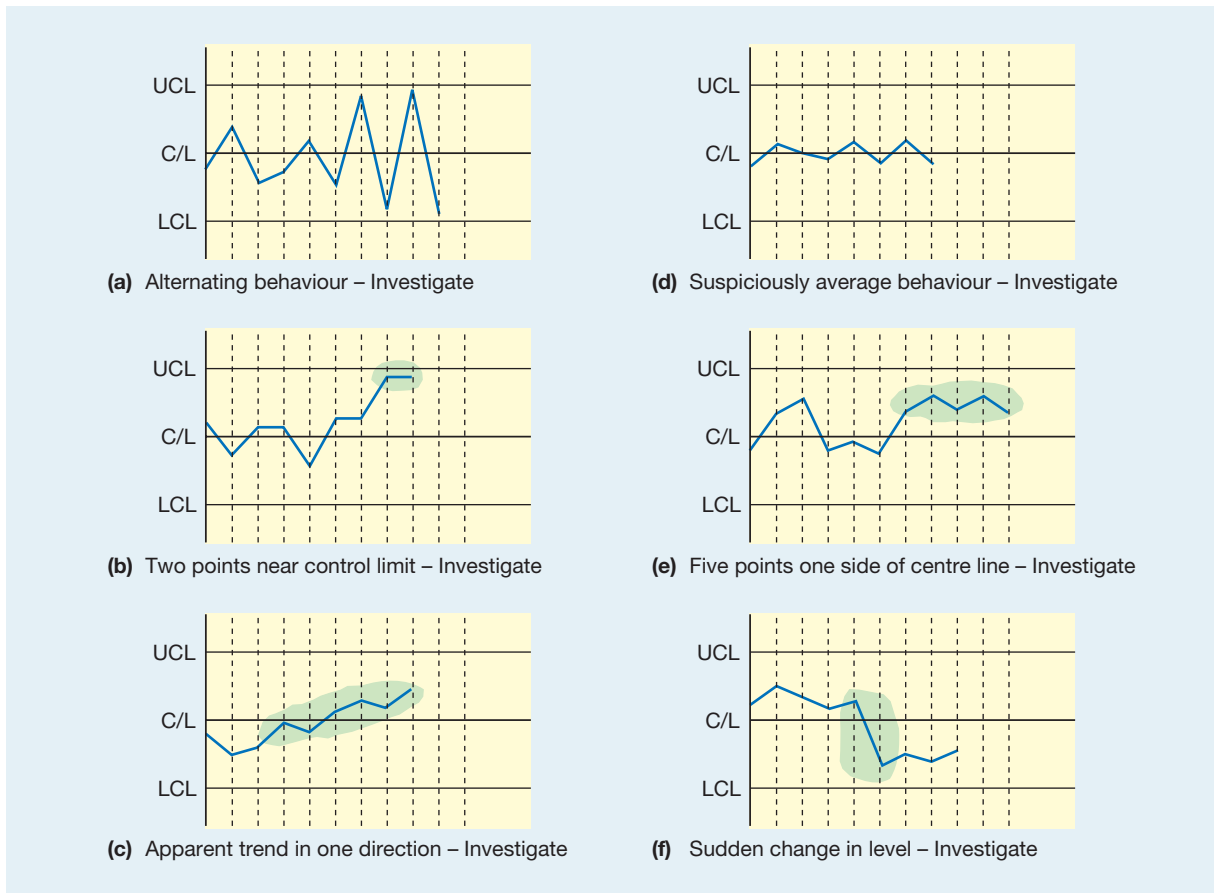 UCL
C/L
LCL
(a) Alternating behaviour – Investigate
UCL
C/L
LCL
(d) Suspiciously average behaviour – Investigate
UCL
C/L
LCL
(b) Two points near control limit – Investigate
UCL
C/L
LCL
(e) Five points one side of centre line – Investigate
UCL
C/L
LCL
(c) Apparent trend in one direction – Investigate
UCL
C/L
LCL
(f) Sudden change in level – Investigate